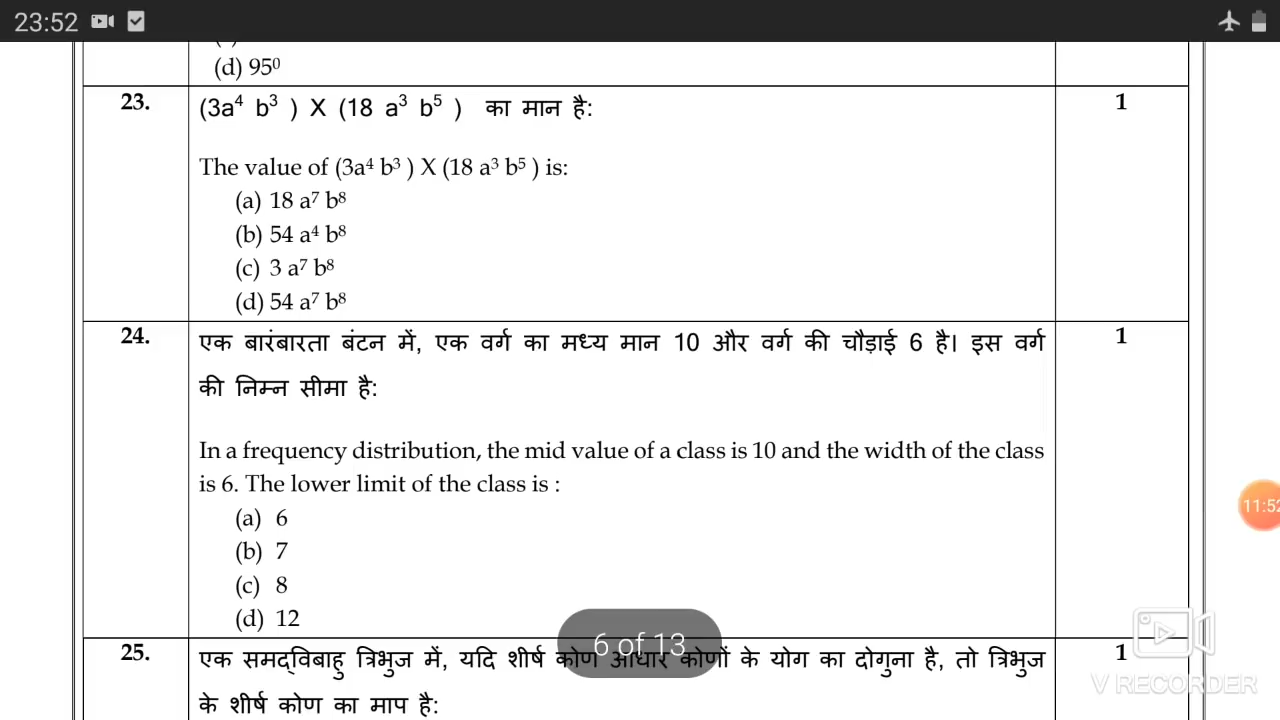 23:52
(d) 95⁰
23.
(3a⁴ b³ ) X (18 a³ b⁵ ) का मान है:
1
The value of (3a⁴ b³ ) X (18 a³ b⁵ ) is:
(a) 18 a⁷ b⁸
(b) 54 a⁴ b⁸
(c) 3 a⁷ b⁸
(d) 54 a⁷ b⁸
24.
एक बारंबारता बंटन में, एक वर्ग का मध्य मान 10 और वर्ग की चौड़ाई 6 है। इस वर्ग
1
की निम्न सीमा है:
In a frequency distribution, the mid value of a class is 10 and the width of the class
is 6. The lower limit of the class is :
11:52
(a) 6
(b) 7
(c) 8
(d) 12
6 of 13
25.
एक समद्विबाहु त्रिभुज में, यदि शीर्ष कोण आधार कोणों के योग का दोगुना है, तो त्रिभुज
1
के शीर्ष कोण का माप है:
V RECORDER